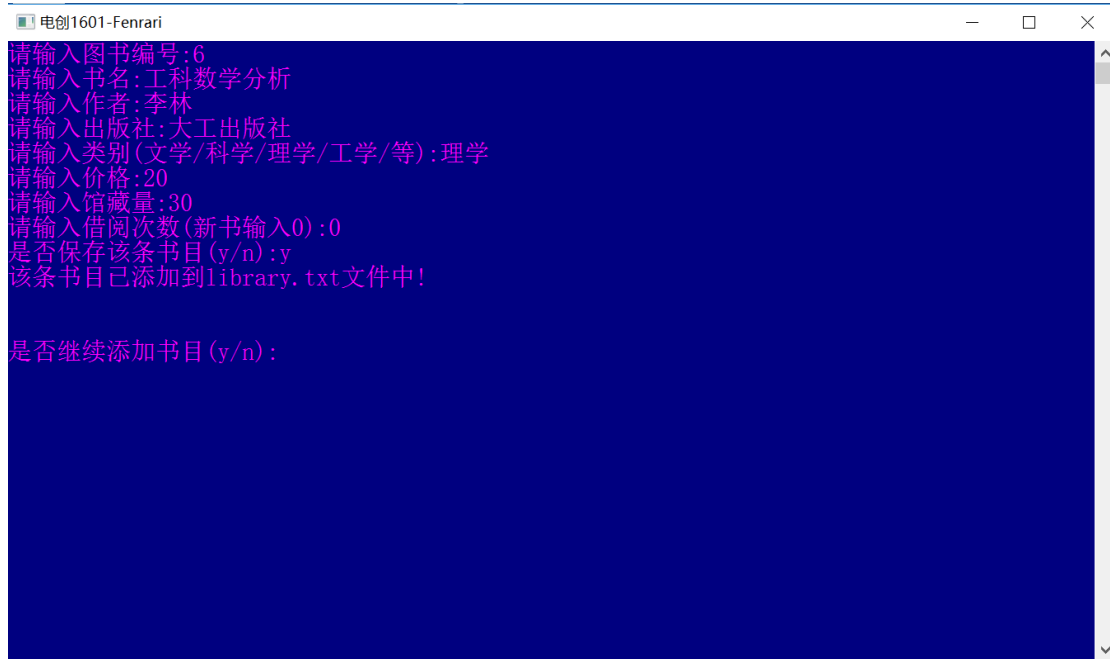 电创1601-Fenrari
请输入图书编号:6
请输入书名:工科数学分析
请输入作者:李林
请输入出版社:大工出版社
请输入类别(文学/科学/理学/工学/等):理学
请输入价格:20
请输入馆藏量:30
请输入借阅次数(新书输入0):0
是否保存该条书目(y/n):y
该条书目已添加到library.txt文件中!
是否继续添加书目(y/n):